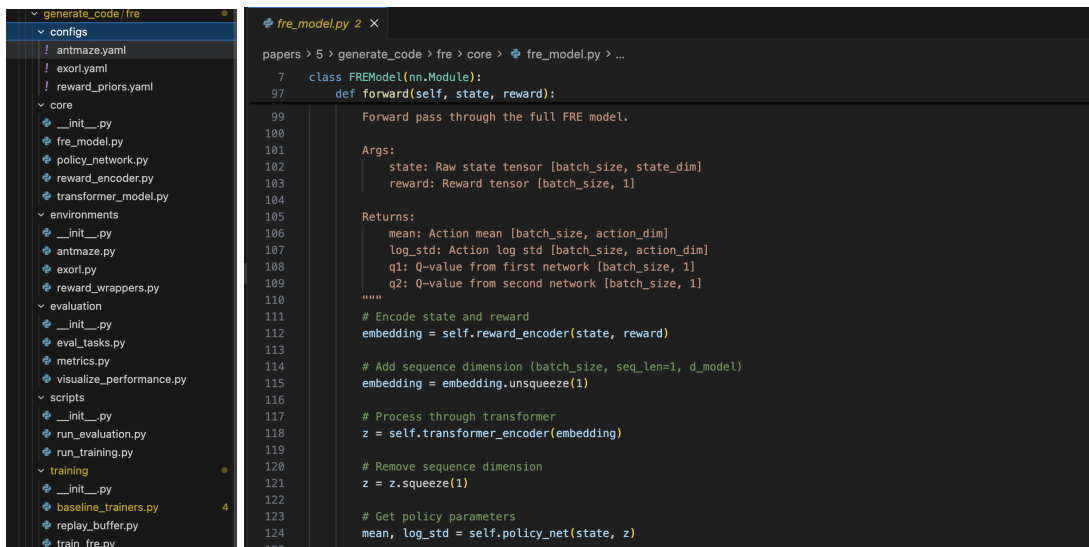 generate_code/fre
configs
! antmaze.yaml
! exorl.yaml
! reward_priors.yaml
core
__init__.py
fre_model.py
policy_network.py
reward_encoder.py
transformer_model.py
environments
__init__.py
antmaze.py
exorl.py
reward_wrappers.py
evaluation
__init__.py
eval_tasks.py
metrics.py
visualize_performance.py
scripts
__init__.py
run_evaluation.py
run_training.py
training
__init__.py
baseline_trainers.py 4
replay_buffer.py
train_fre.py
fre_model.py 2 ×
papers > 5 > generate_code > fre > core > fre_model.py > ...
7 class FREModel(nn.Module):
97 def forward(self, state, reward):
99 Forward pass through the full FRE model.
100
101 Args:
102 state: Raw state tensor [batch_size, state_dim]
103 reward: Reward tensor [batch_size, 1]
104
105 Returns:
106 mean: Action mean [batch_size, action_dim]
107 log_std: Action log std [batch_size, action_dim]
108 q1: Q-value from first network [batch_size, 1]
109 q2: Q-value from second network [batch_size, 1]
110 """
111 # Encode state and reward
112 embedding = self.reward_encoder(state, reward)
113
114 # Add sequence dimension (batch_size, seq_len=1, d_model)
115 embedding = embedding.unsqueeze(1)
116
117 # Process through transformer
118 z = self.transformer_encoder(embedding)
119
120 # Remove sequence dimension
121 z = z.squeeze(1)
122
123 # Get policy parameters
124 mean, log_std = self.policy_net(state, z)